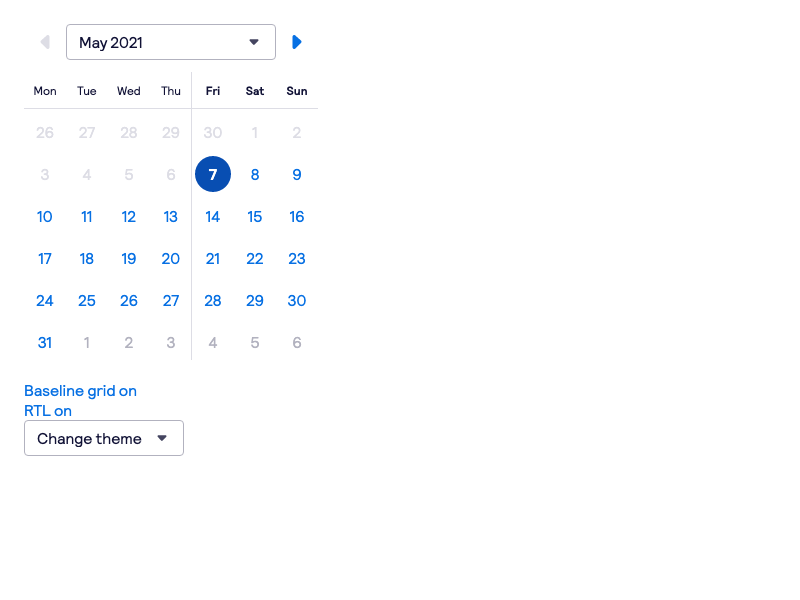 May 2021
Mon Tue Wed Thu Fri Sat Sun
26 27 28 29 30 1 2
3 4 5 6 7 8 9
10 11 12 13 14 15 16
17 18 19 20 21 22 23
24 25 26 27 28 29 30
31 1 2 3 4 5 6
Baseline grid on
RTL on
Change theme